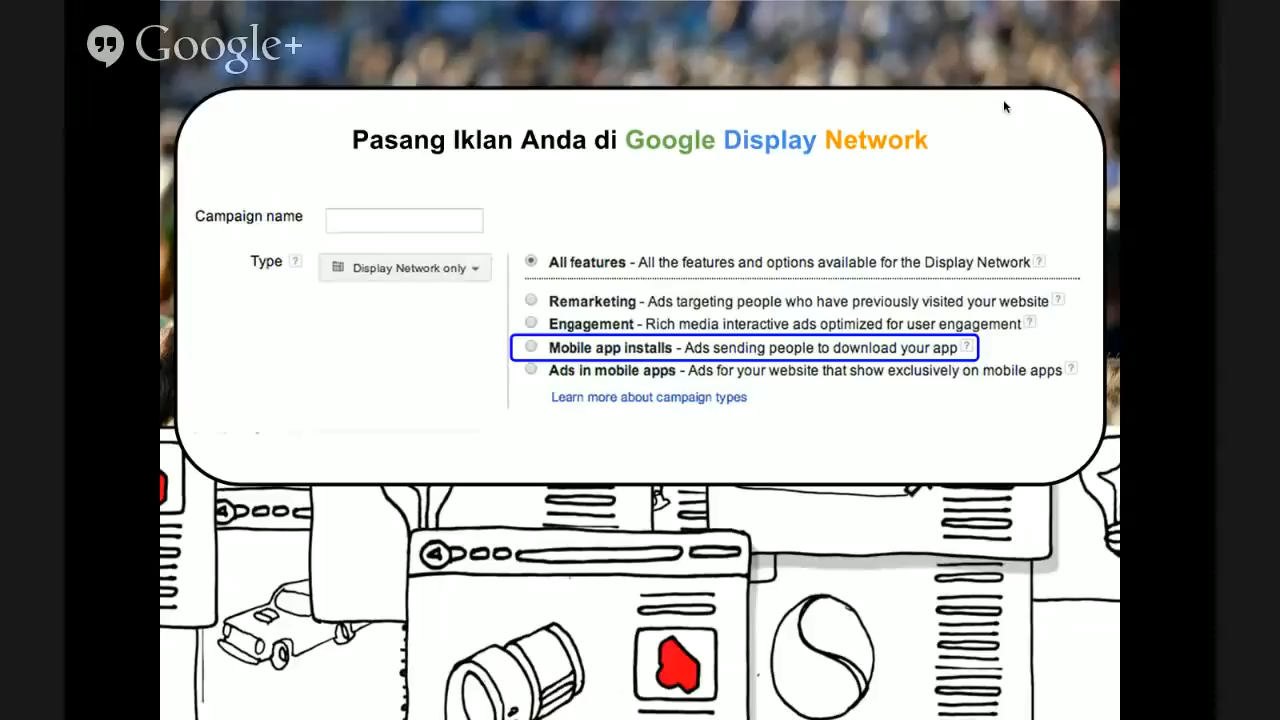 Google+
Pasang Iklan Anda di Google Display Network
Campaign name
Type ? Display Network only
All features - All the features and options available for the Display Network ?
Remarketing - Ads targeting people who have previously visited your website ?
Engagement - Rich media interactive ads optimized for user engagement ?
Mobile app installs - Ads sending people to download your app ?
Ads in mobile apps - Ads for your website that show exclusively on mobile apps ?
Learn more about campaign types